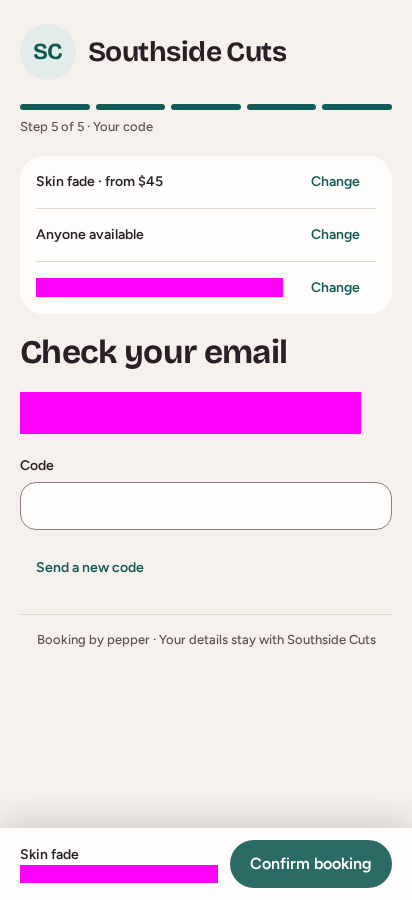 SC Southside Cuts
Step 5 of 5 · Your code
Skin fade · from $45 Change
Anyone available Change
Change
Check your email
Code
Send a new code
Booking by pepper · Your details stay with Southside Cuts
Skin fade
Confirm booking